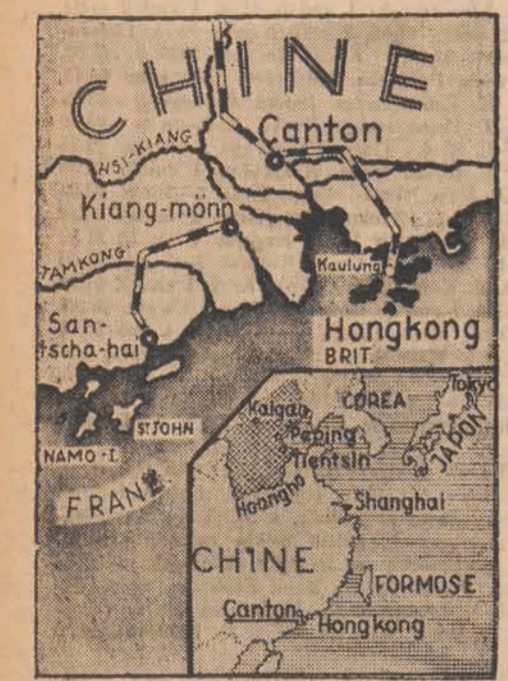 CHINE
HSI-KIANG
Canton
Kiang-mönn
TAMKONG
Kaulung
San-
tscha-hai
Hongkong
BRIT.
ST JOHN
NAMO-I.
FRANZ.
Kalgan
COREA
Tokyo
Peping
JAPON
Tientsin
Hoangho
Shanghai
CHINE
FORMOSE
Canton
Hongkong